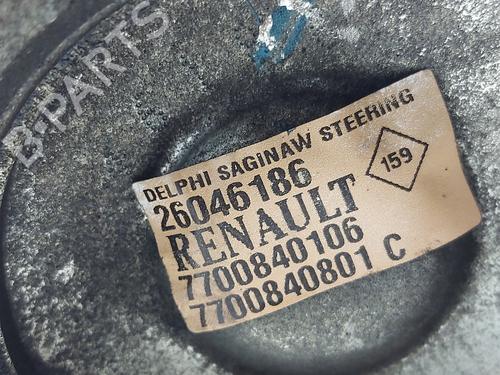 B-PARTS
DELPHI SAGINAW STEERING
26046186
RENAULT
159
7700840106
7700840801 C